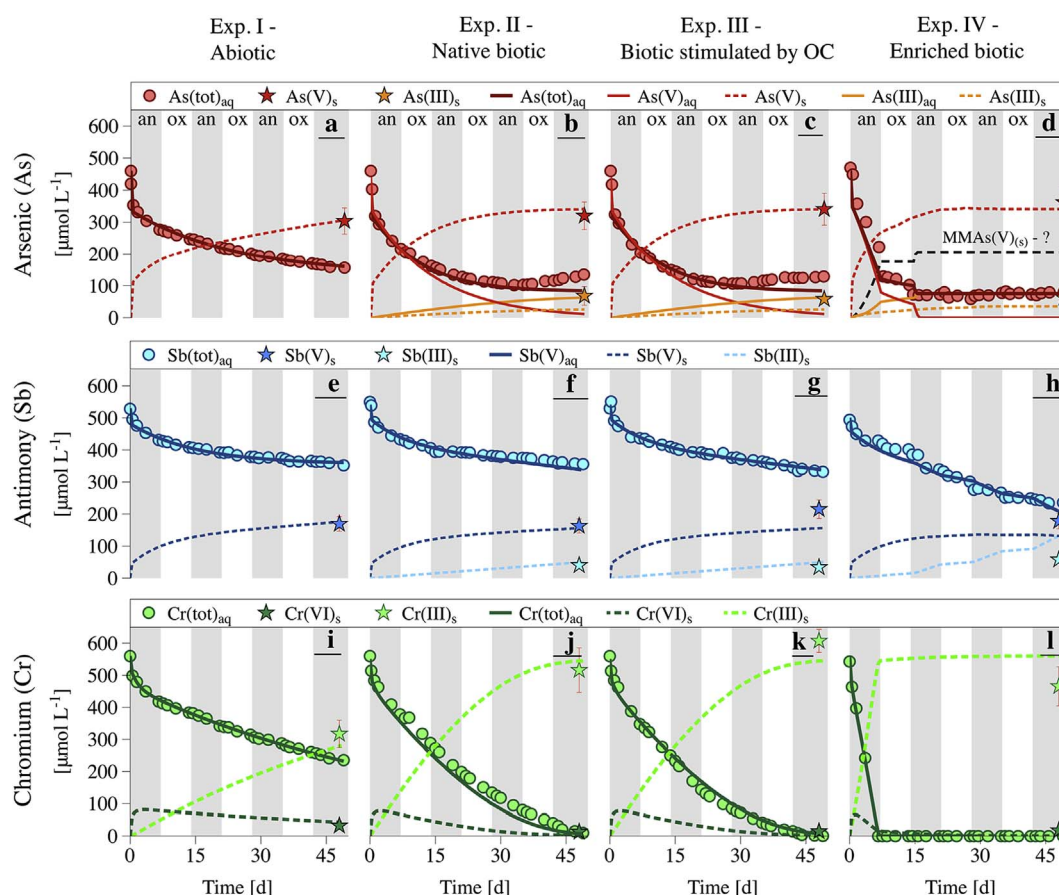 Exp. I - Exp. II - Exp. III - Exp. IV -
Abiotic Native biotic Biotic stimulated by OC Enriched biotic
As(tot)aq As(V)s As(III)s As(tot)aq As(V)aq As(V)s As(III)aq As(III)s
an ox an ox an ox a an ox an ox an ox b an ox an ox an ox c an ox an ox an ox d
Arsenic (As)
[µmol L⁻¹]
600
500
400
300
200
100
0
MMAs(V)(s) - ?
Sb(tot)aq Sb(V)s Sb(III)s Sb(V)aq Sb(V)s Sb(III)s
e f g h
Antimony (Sb)
[µmol L⁻¹]
600
500
400
300
200
100
0
Cr(tot)aq Cr(VI)s Cr(III)s Cr(tot)aq Cr(VI)s Cr(III)s
i j k l
Chromium (Cr)
[µmol L⁻¹]
600
500
400
300
200
100
0
0 15 30 45 0 15 30 45 0 15 30 45 0 15 30 45
Time [d] Time [d] Time [d] Time [d]